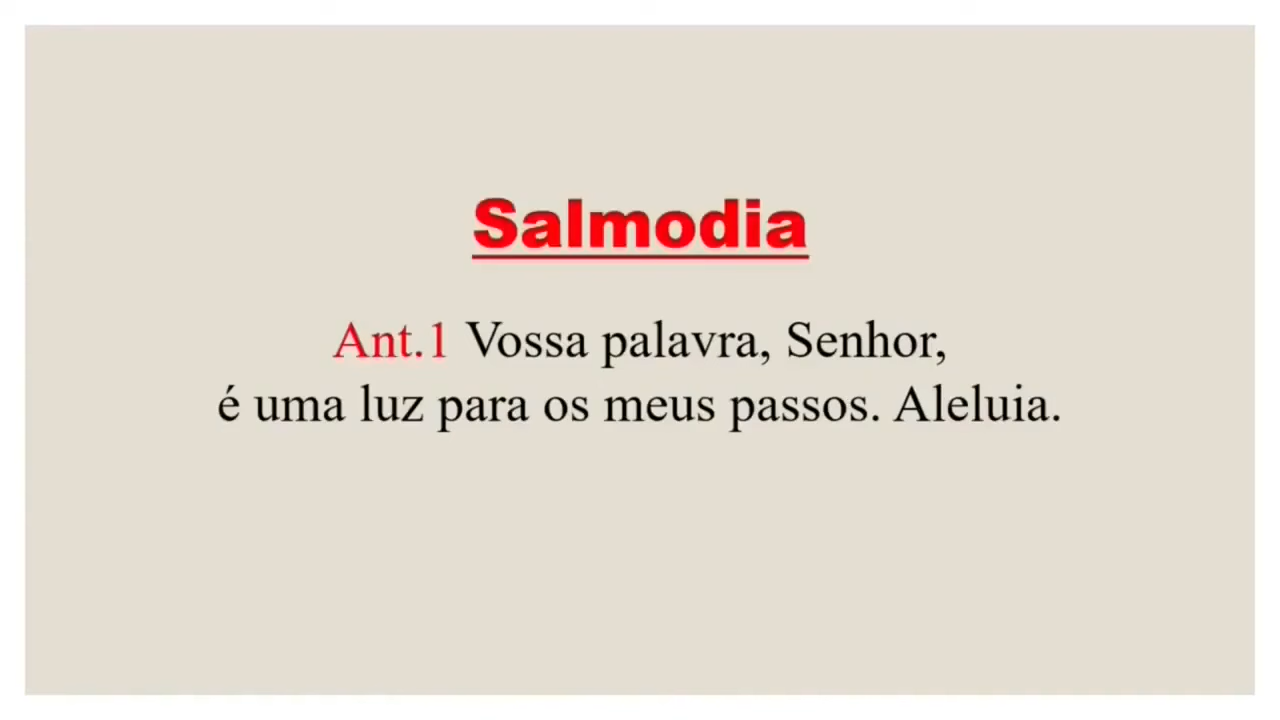 Salmodia
Ant.1 Vossa palavra, Senhor,
é uma luz para os meus passos. Aleluia.